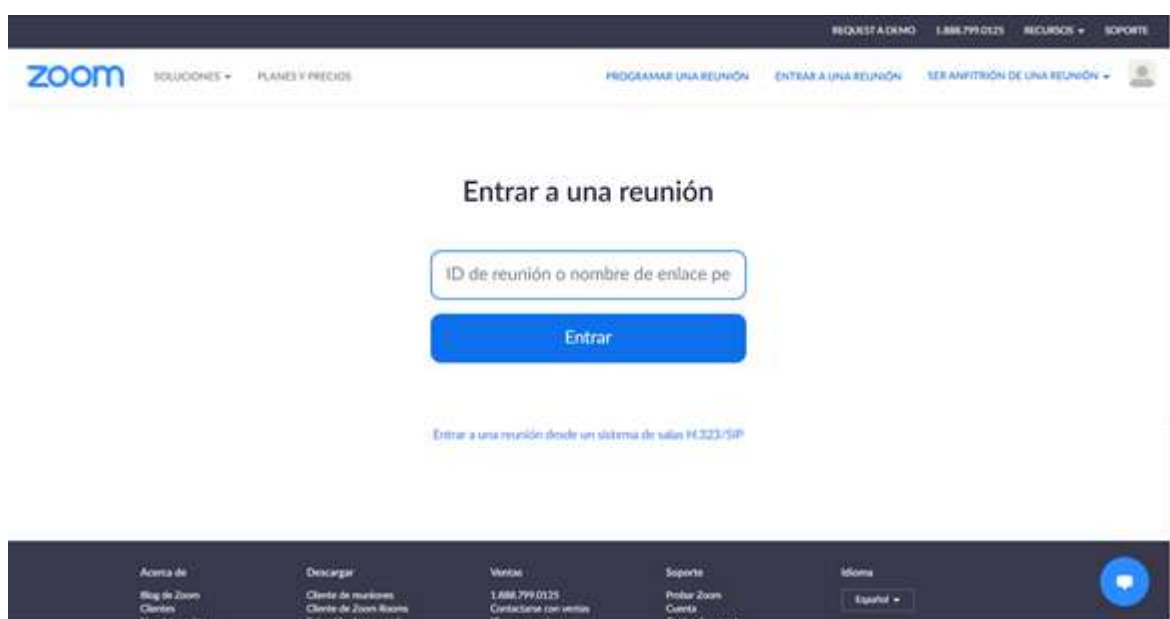 REQUEST A DEMO 1.888.799.0125 RECURSOS SOPORTE
zoom SOLUCIONES PLANES Y PRECIOS PROGRAMAR UNA REUNIÓN ENTRAR A UNA REUNIÓN SER ANFITRIÓN DE UNA REUNIÓN
Entrar a una reunión
ID de reunión o nombre de enlace pe
Entrar
Entrar a una reunión desde un sistema de salas H.323/SIP
Acerca de Descargar Ventas Soporte Idioma
Blog de Zoom Cliente de reuniones 1.888.799.0125 Probar Zoom Español
Clientes Cliente de Zoom Rooms Contactarse con ventas Cuenta